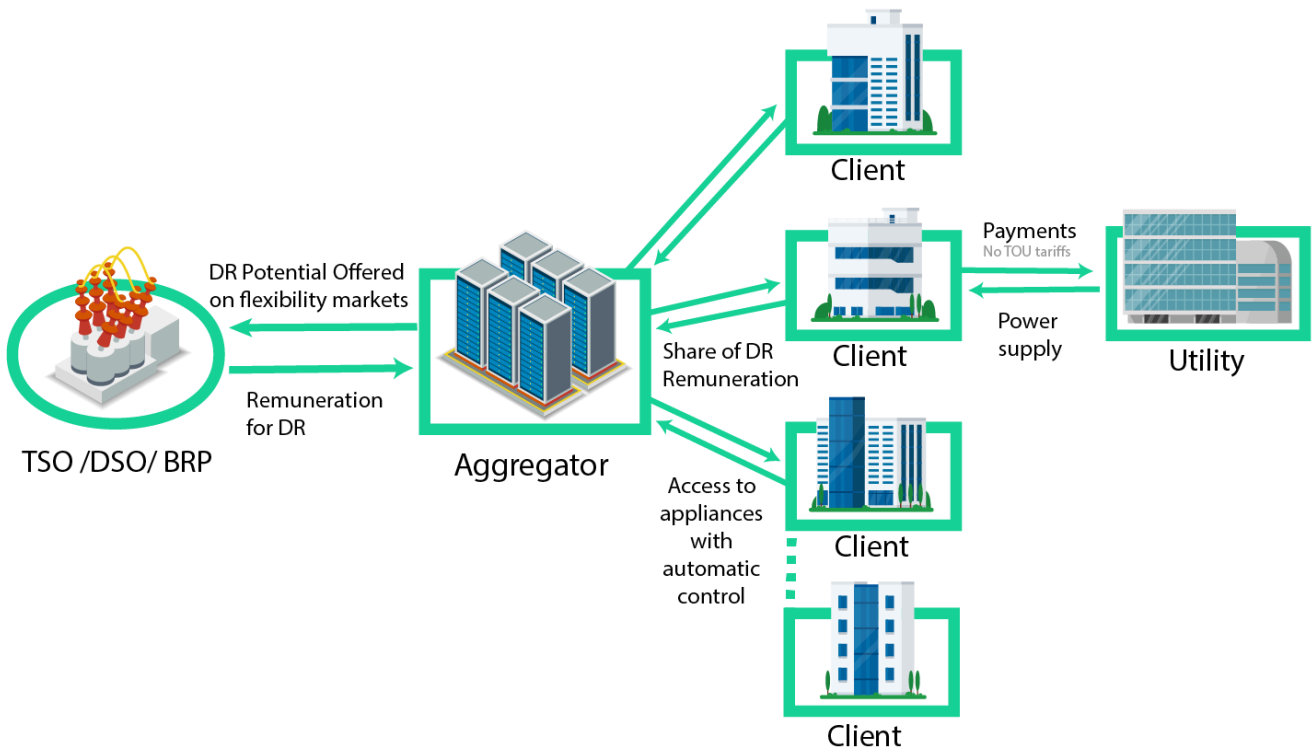 Client
DR Potential Offered
on flexibility markets
Remuneration
for DR
TSO /DSO/ BRP
Aggregator
Share of DR
Remuneration
Client
Payments
No TOU tariffs
Power
supply
Utility
Access to
appliances
with
automatic
control
Client
Client